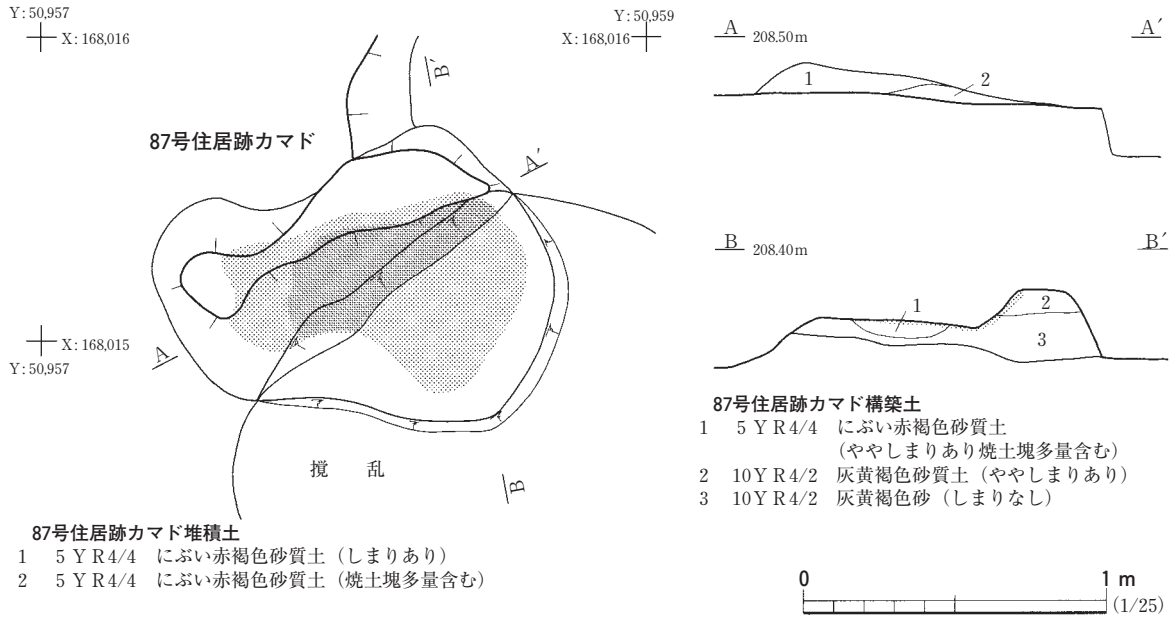 Y: 50,957
X: 168,016
Y: 50,959
X: 168,016
87号住居跡カマド
B′
A′
X: 168,015
Y: 50,957
A
B
撹 乱
87号住居跡カマド堆積土
1 5YR4/4 にぶい赤褐色砂質土（しまりあり）
2 5YR4/4 にぶい赤褐色砂質土（焼土塊多量含む）
A 208.50m A′
1 2
B 208.40m B′
1 2
3
87号住居跡カマド構築土
1 5YR4/4 にぶい赤褐色砂質土
（ややしまりあり焼土塊多量含む）
2 10YR4/2 灰黄褐色砂質土（ややしまりあり）
3 10YR4/2 灰黄褐色砂（しまりなし）
0 1 m
(1/25)